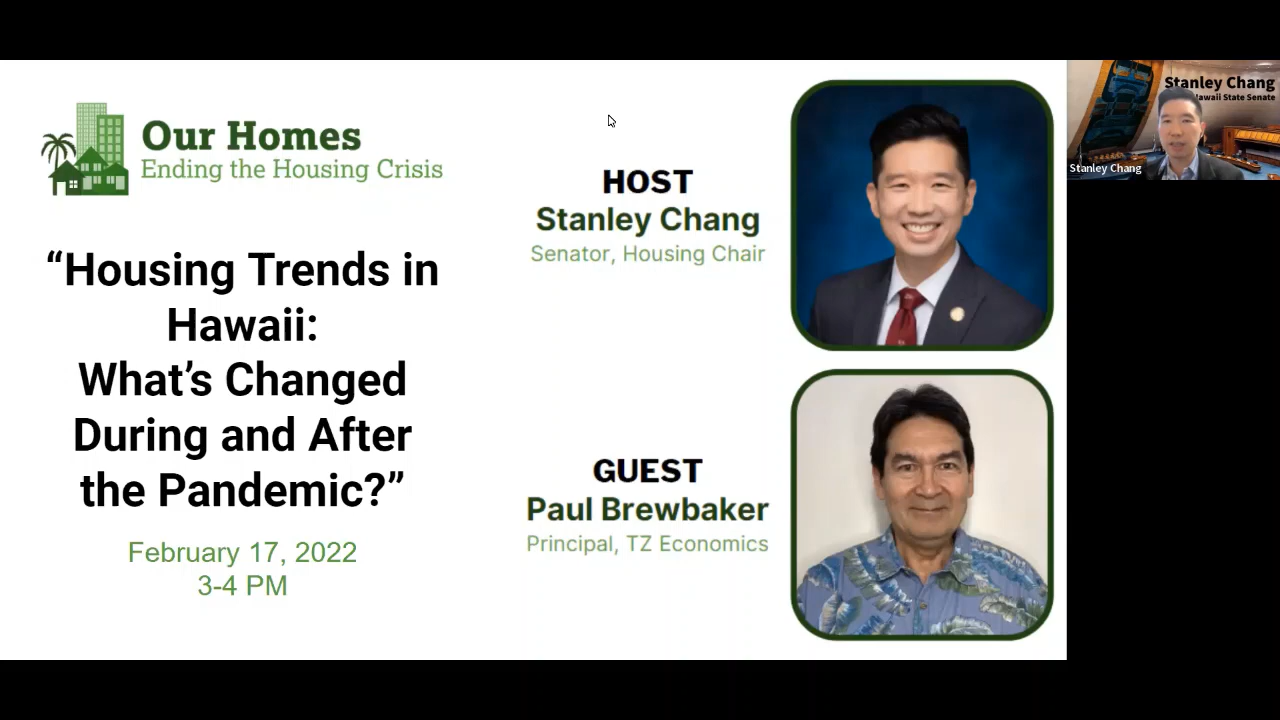 Our Homes
Ending the Housing Crisis
“Housing Trends in
Hawaii:
What’s Changed
During and After
the Pandemic?”
February 17, 2022
3-4 PM
HOST
Stanley Chang
Senator, Housing Chair
GUEST
Paul Brewbaker
Principal, TZ Economics
Stanley Chang
Hawaii State Senate
Stanley Chang